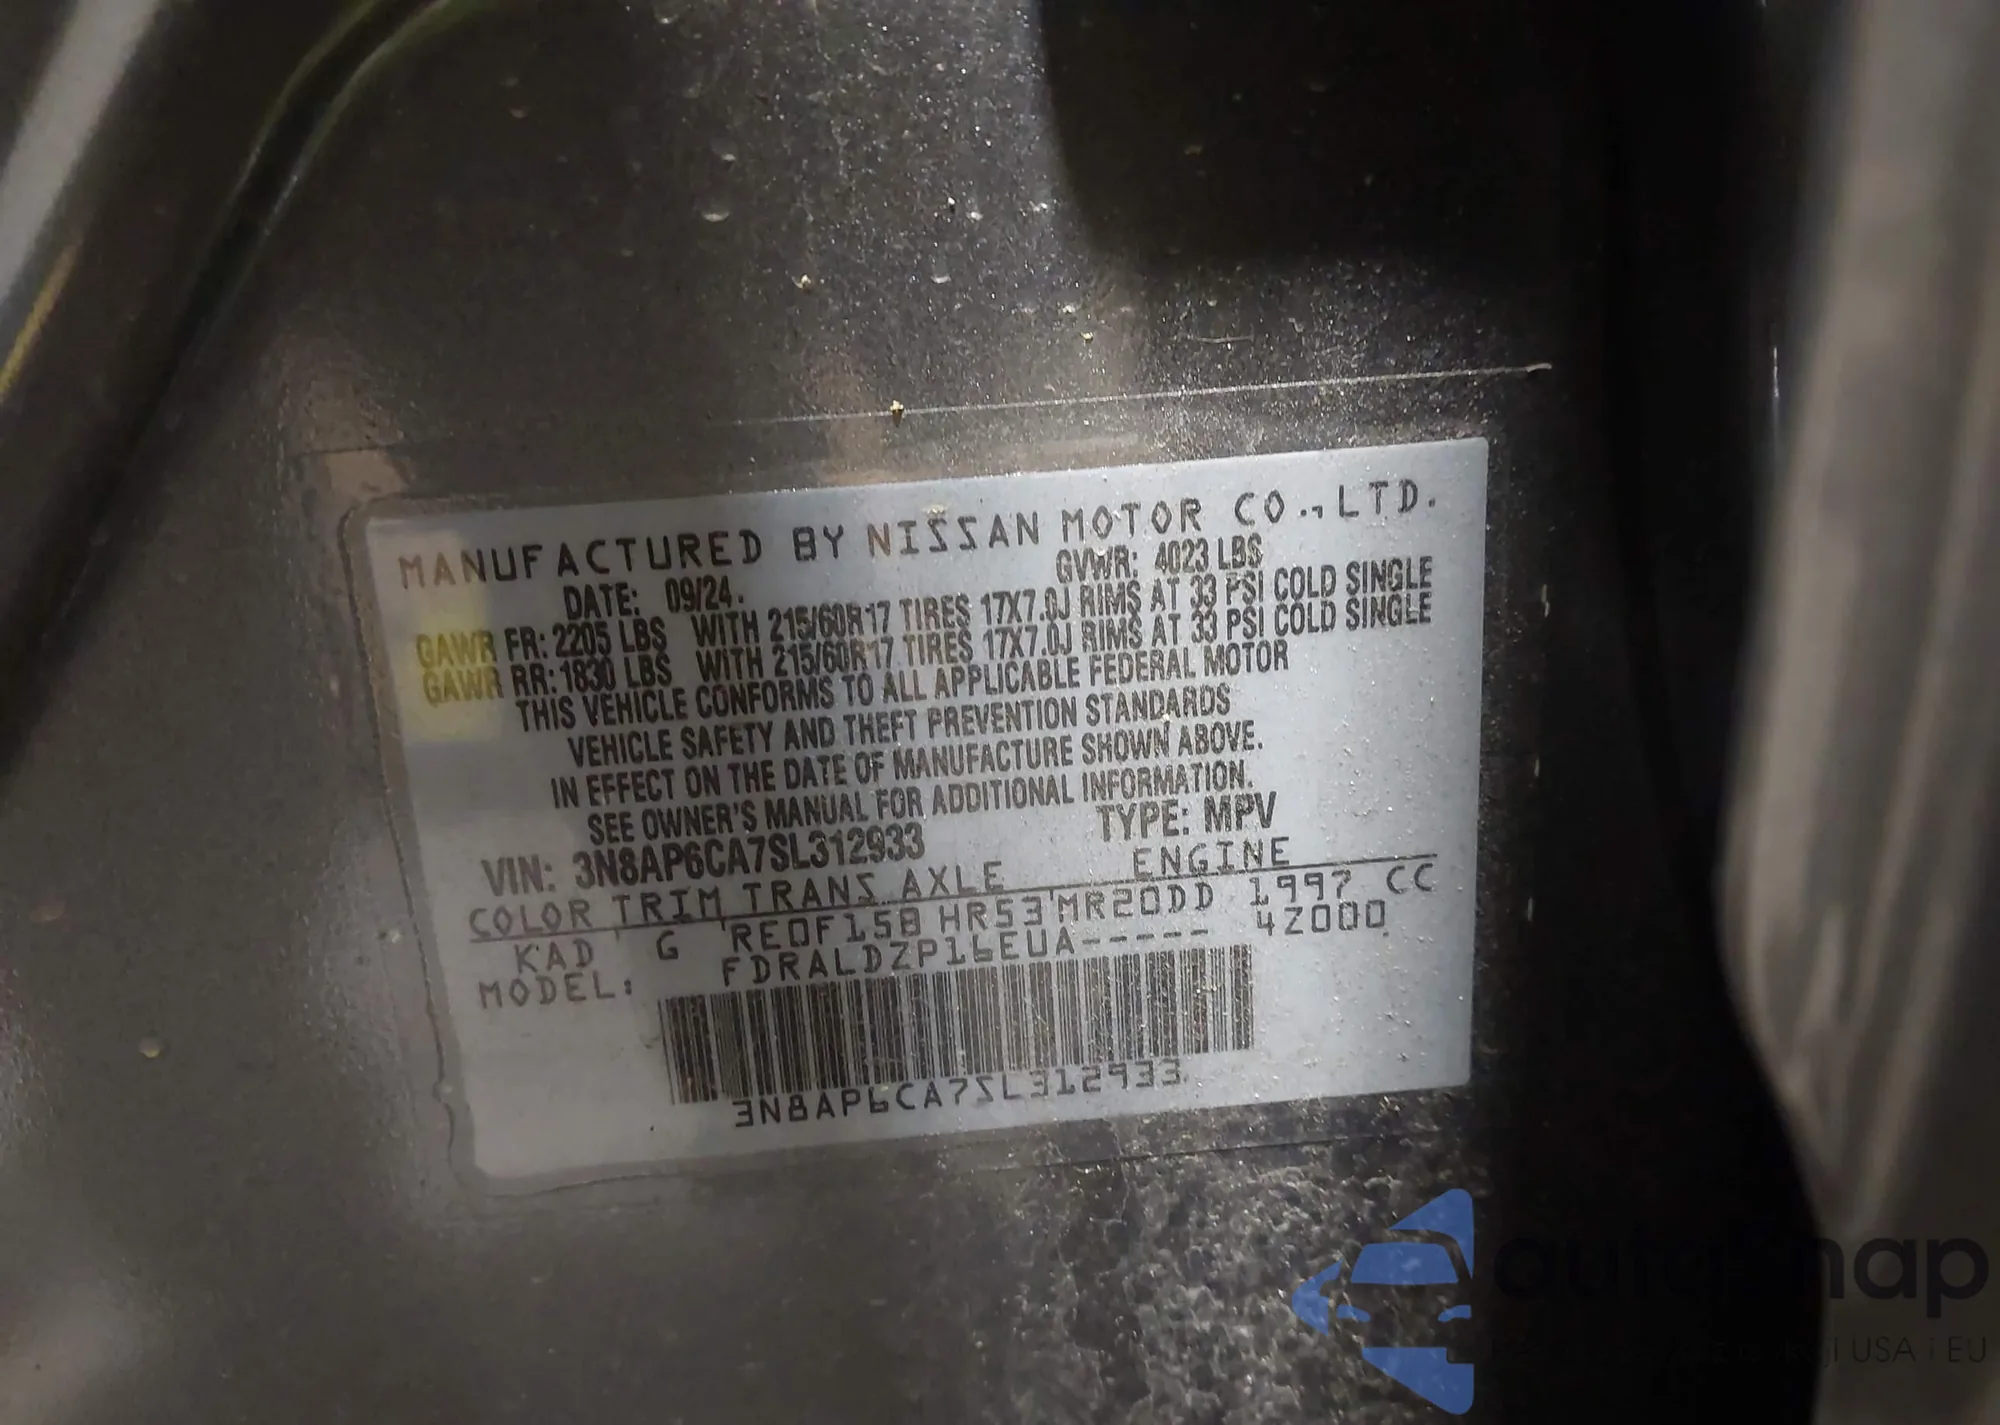 MANUFACTURED BY NISSAN MOTOR CO., LTD.
DATE: 09/24. GVWR: 4023 LBS
GAWR FR: 2205 LBS WITH 215/60R17 TIRES 17X7.0J RIMS AT 33 PSI COLD SINGLE
GAWR RR: 1830 LBS WITH 215/60R17 TIRES 17X7.0J RIMS AT 33 PSI COLD SINGLE
THIS VEHICLE CONFORMS TO ALL APPLICABLE FEDERAL MOTOR
VEHICLE SAFETY AND THEFT PREVENTION STANDARDS
IN EFFECT ON THE DATE OF MANUFACTURE SHOWN ABOVE.
SEE OWNER'S MANUAL FOR ADDITIONAL INFORMATION.
VIN: 3N8AP6CA7SL312933 TYPE: MPV
COLOR TRIM TRANS AXLE ENGINE
KAD G RE0F15B HR53 MR20DD 1997 CC
MODEL: FDRALDZP16EUA----- 4Z000
3N8AP6CA7SL312933
USA i EU